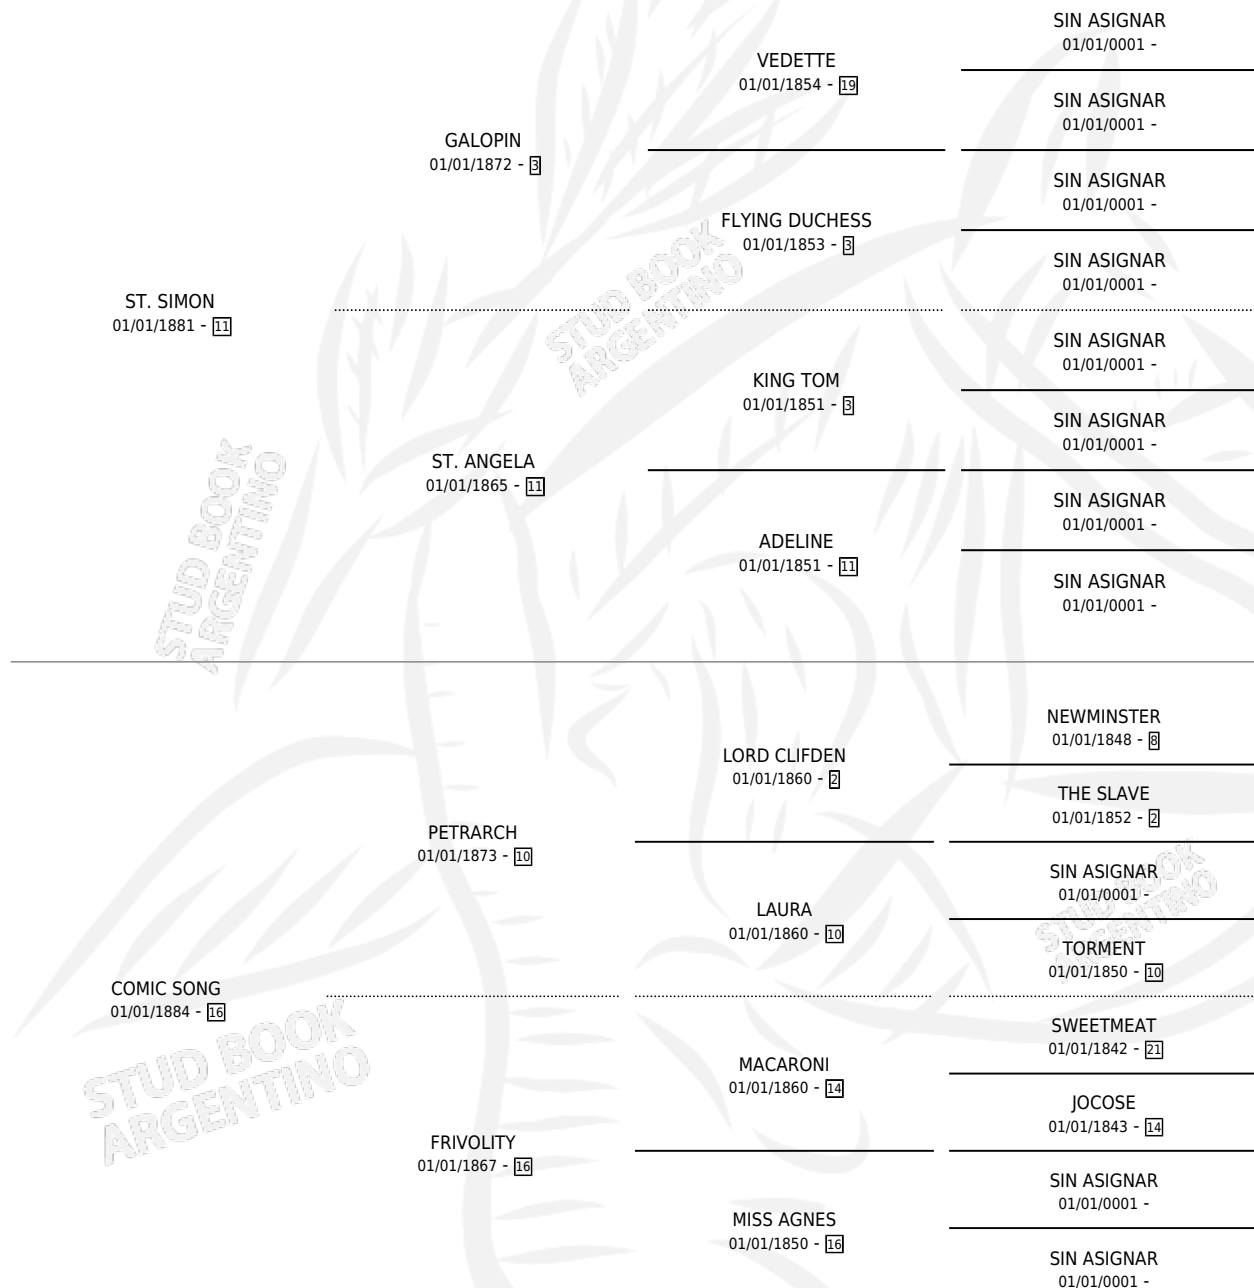 SIN ASIGNAR
01/01/0001 -
VEDETTE
01/01/1854 - 19
SIN ASIGNAR
01/01/0001 -
GALOPIN
01/01/1872 - 3
SIN ASIGNAR
01/01/0001 -
FLYING DUCHESS
01/01/1853 - 3
SIN ASIGNAR
01/01/0001 -
ST. SIMON
01/01/1881 - 11
STUD BOOK
ARGENTINO
SIN ASIGNAR
01/01/0001 -
KING TOM
01/01/1851 - 3
SIN ASIGNAR
01/01/0001 -
ST. ANGELA
01/01/1865 - 11
SIN ASIGNAR
01/01/0001 -
ADELINE
01/01/1851 - 11
SIN ASIGNAR
01/01/0001 -
STUD BOOK
ARGENTINO
NEWMINSTER
01/01/1848 - 8
LORD CLIFDEN
01/01/1860 - 2
THE SLAVE
01/01/1852 - 2
PETRARCH
01/01/1873 - 10
SIN ASIGNAR
01/01/0001 -
LAURA
01/01/1860 - 10
STUD BOOK
ARGENTINO
TORMENT
01/01/1850 - 10
COMIC SONG
01/01/1884 - 16
STUD BOOK
ARGENTINO
SWEETMEAT
01/01/1842 - 21
MACARONI
01/01/1860 - 14
JOCOSE
01/01/1843 - 14
FRIVOLITY
01/01/1867 - 16
SIN ASIGNAR
01/01/0001 -
MISS AGNES
01/01/1850 - 16
SIN ASIGNAR
01/01/0001 -